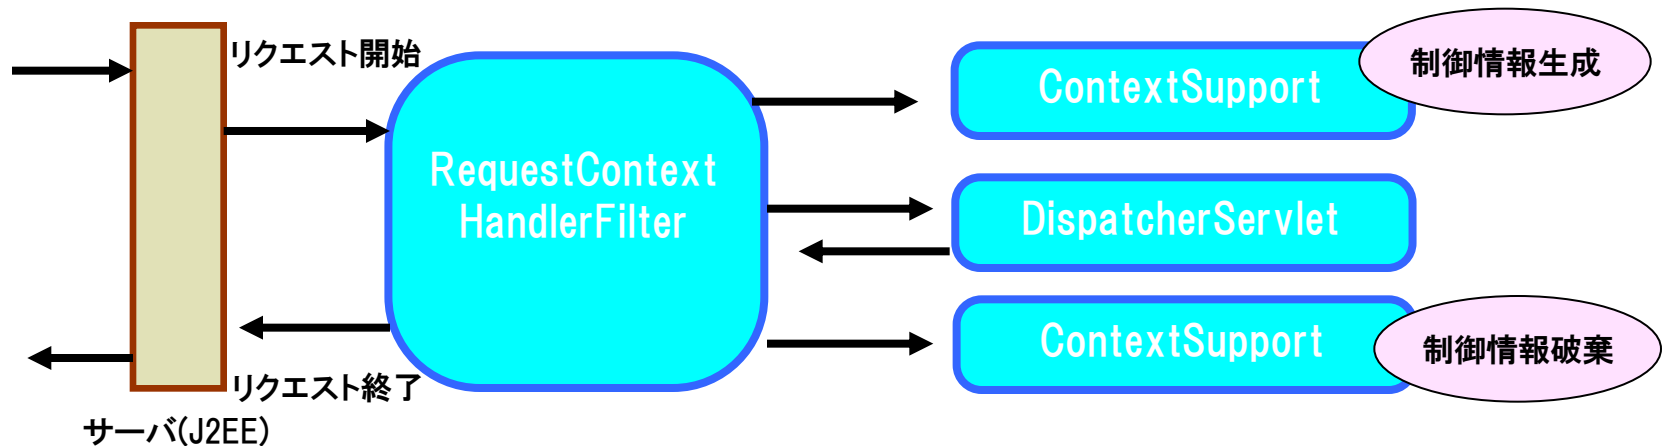 リクエスト開始
RequestContext
HandlerFilter
ContextSupport
制御情報生成
DispatcherServlet
ContextSupport
制御情報破棄
リクエスト終了
サーバ(J2EE)